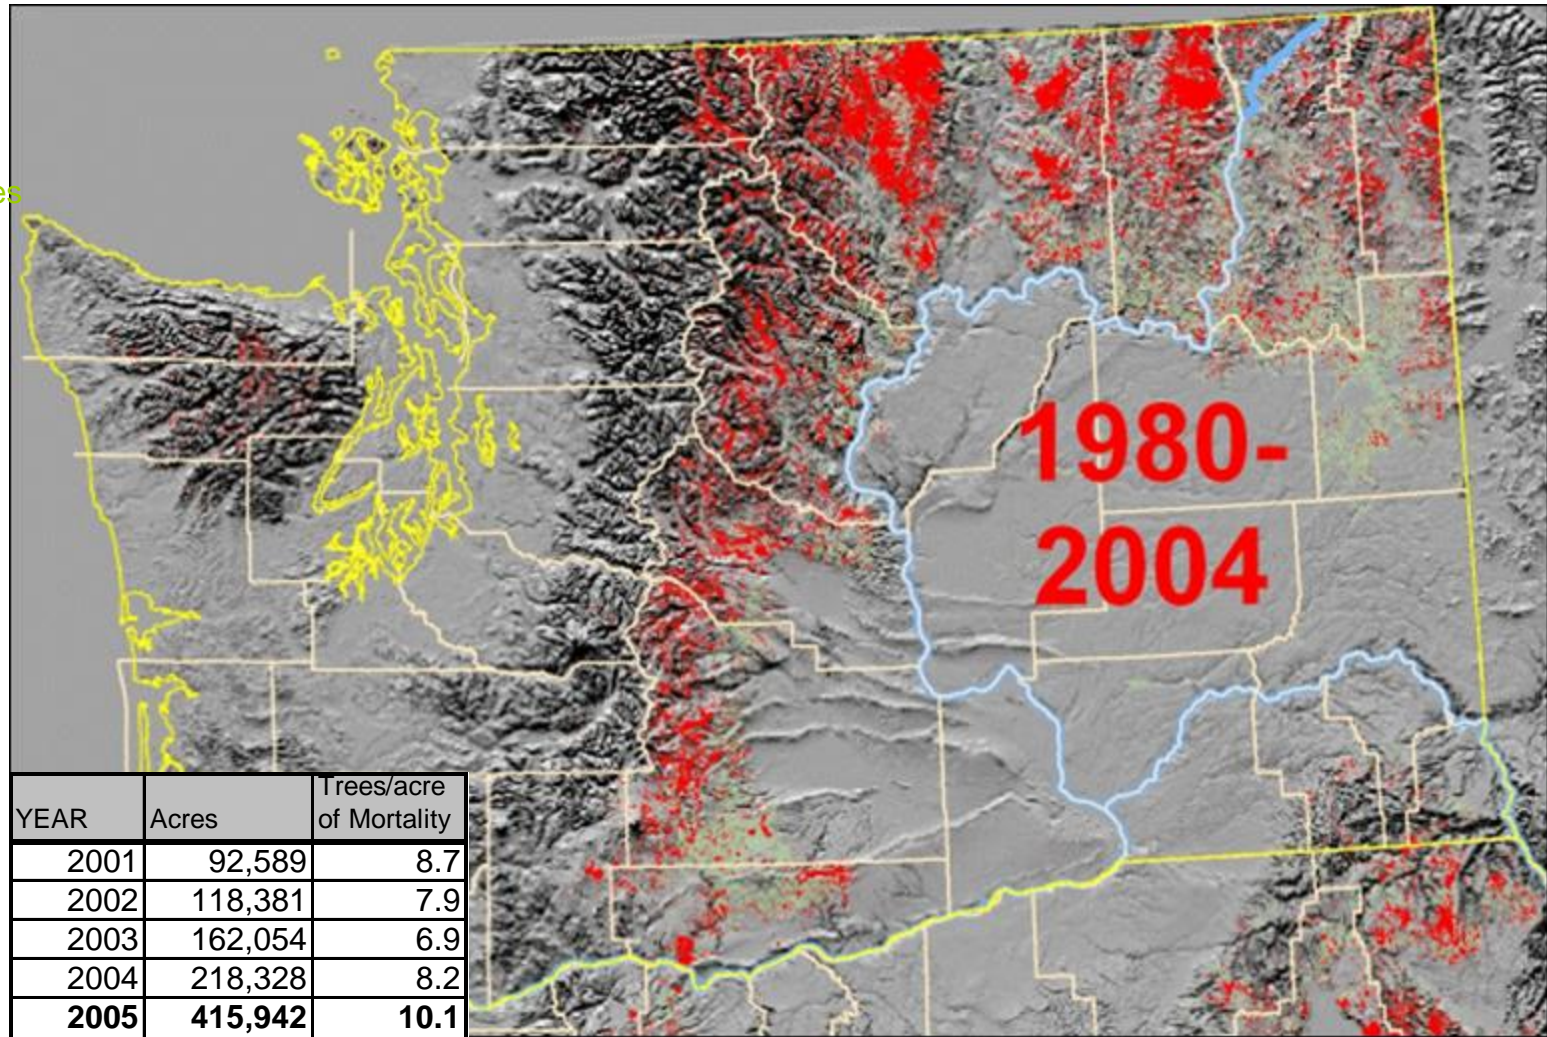 es
1980-
2004
YEAR Acres Trees/acre of Mortality
2001 92,589 8.7
2002 118,381 7.9
2003 162,054 6.9
2004 218,328 8.2
2005 415,942 10.1